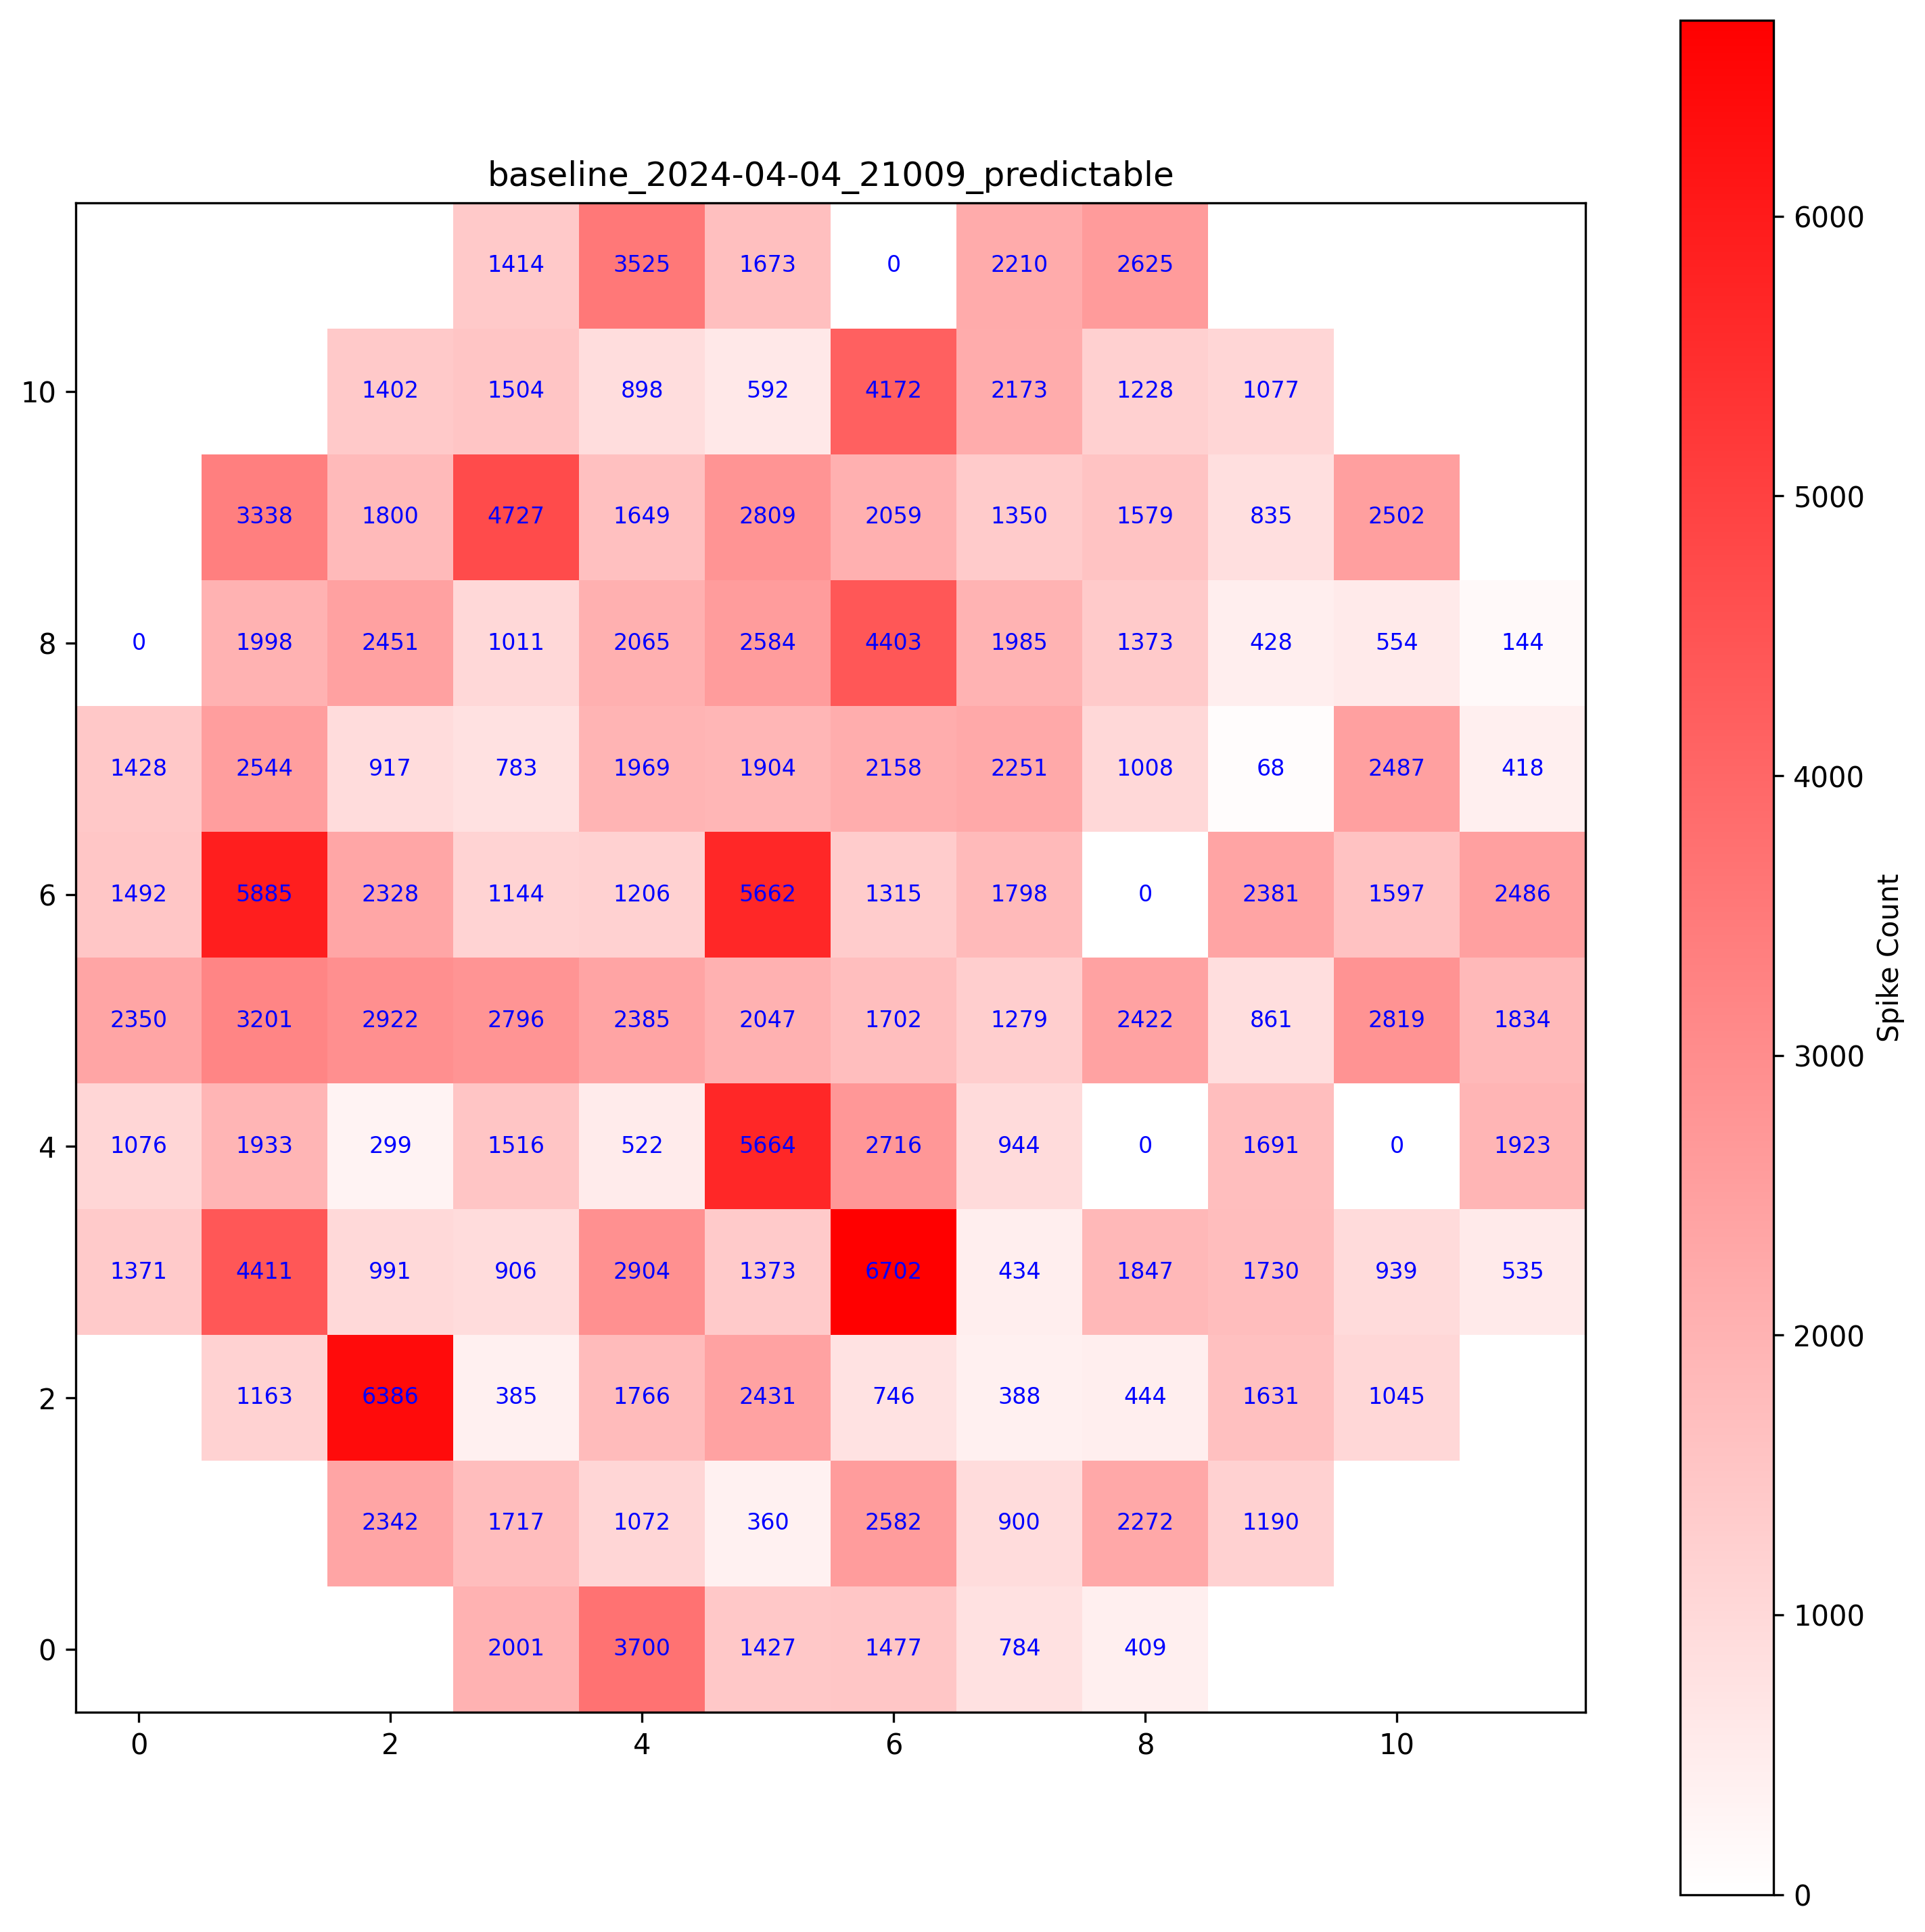 baseline_2024-04-04_21009_predictable
1414 3525 1673 0 2210 2625
10 1402 1504 898 592 4172 2173 1228 1077
3338 1800 4727 1649 2809 2059 1350 1579 835 2502
8 0 1998 2451 1011 2065 2584 4403 1985 1373 428 554 144
1428 2544 917 783 1969 1904 2158 2251 1008 68 2487 418
6 1492 5885 2328 1144 1206 5662 1315 1798 0 2381 1597 2486
2350 3201 2922 2796 2385 2047 1702 1279 2422 861 2819 1834
4 1076 1933 299 1516 522 5664 2716 944 0 1691 0 1923
1371 4411 991 906 2904 1373 6702 434 1847 1730 939 535
2 1163 6386 385 1766 2431 746 388 444 1631 1045
2342 1717 1072 360 2582 900 2272 1190
0 2001 3700 1427 1477 784 409
0 2 4 6 8 10
6000
5000
4000
3000
2000
1000
0
Spike Count